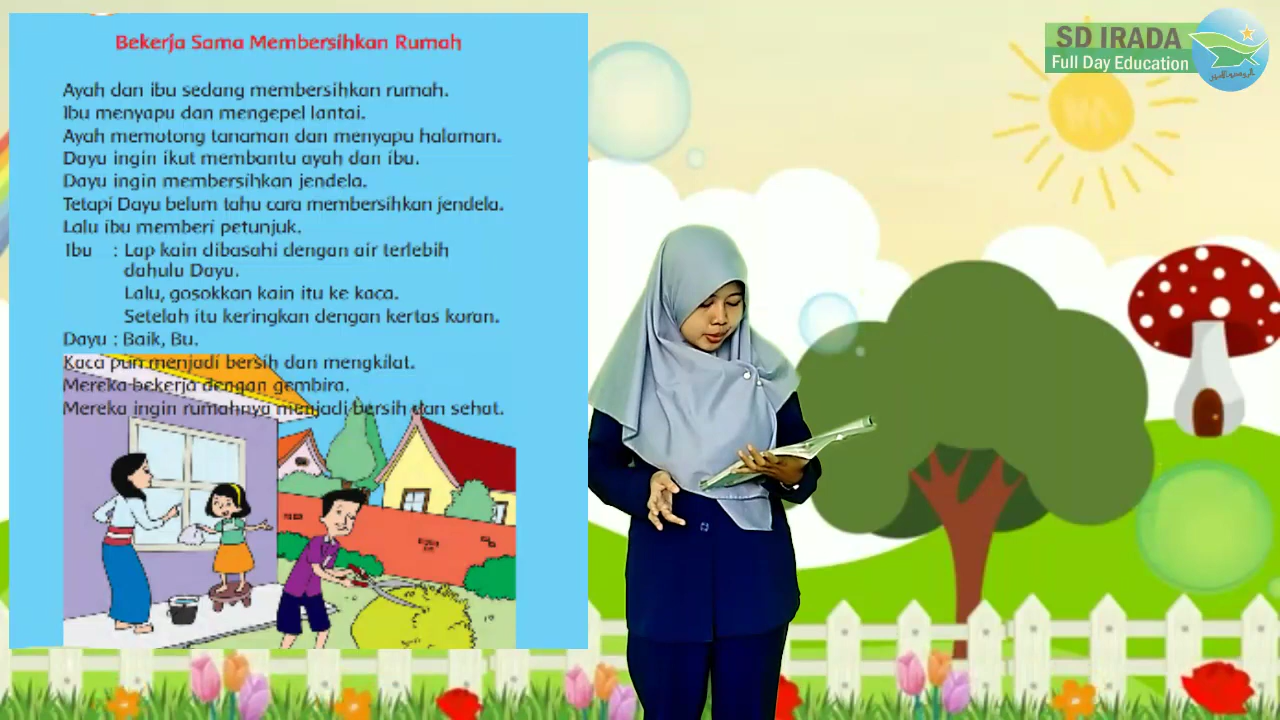 Bekerja Sama Membersihkan Rumah
Ayah dan ibu sedang membersihkan rumah.
Ibu menyapu dan mengepel lantai.
Ayah memotong tanaman dan menyapu halaman.
Dayu ingin ikut membantu ayah dan ibu.
Dayu ingin membersihkan jendela.
Tetapi Dayu belum tahu cara membersihkan jendela.
Lalu ibu memberi petunjuk.
Ibu : Lap kain dibasahi dengan air terlebih
dahulu Dayu.
Lalu, gosokkan kain itu ke kaca.
Setelah itu keringkan dengan kertas koran.
Dayu : Baik, Bu.
Kaca pun menjadi bersih dan mengkilat.
Mereka bekerja dengan gembira.
Mereka ingin rumahnya menjadi bersih dan sehat.
SD IRADA
Full Day Education